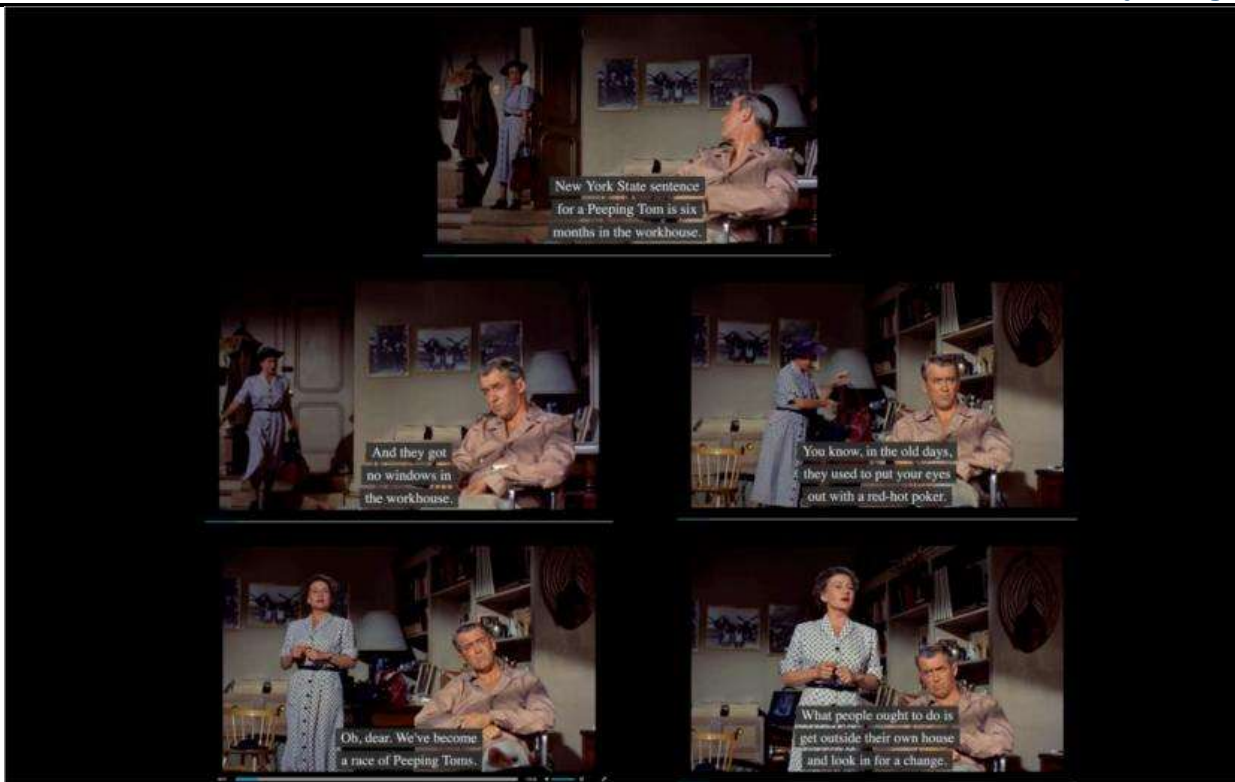 New York State sentence
for a Peeping Tom is six
months in the workhouse.
And they got
no windows in
the workhouse.
You know, in the old days,
they used to put your eyes
out with a red-hot poker.
Oh, dear. We've become
a race of Peeping Toms.
What people ought to do is
get outside their own house
and look in for a change.